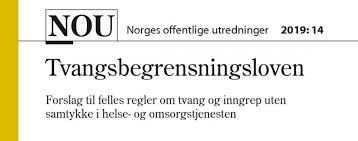 NOU Norges offentlige utredninger 2019: 14
Tvangsbegrensningsloven
Forslag til felles regler om tvang og inngrep uten
samtykke i helse- og omsorgstjenesten